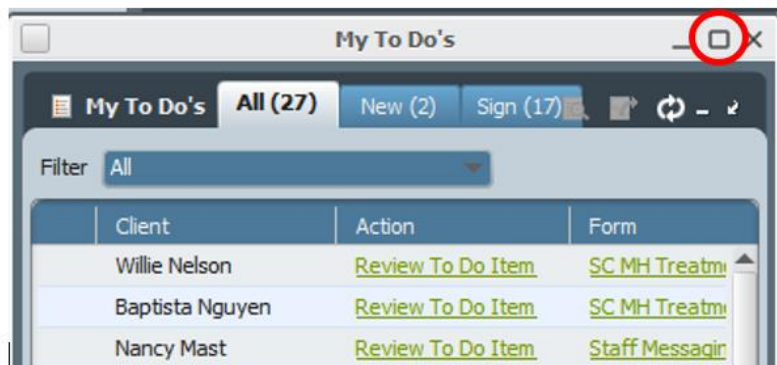 My To Do's
My To Do's All (27) New (2) Sign (17)
Filter All
Client Action Form
Willie Nelson Review To Do Item SC MH Treatm
Baptista Nguyen Review To Do Item SC MH Treatm
Nancy Mast Review To Do Item Staff Messagin